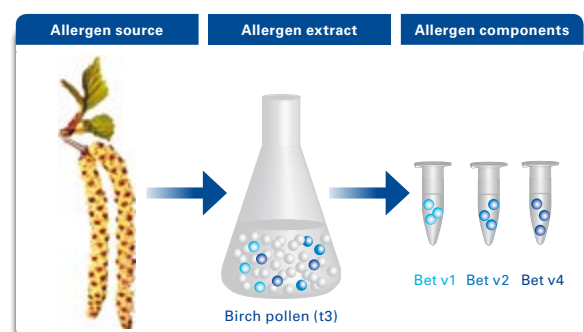 Allergen source
Allergen extract
Allergen components
Bet v1 Bet v2 Bet v4
Birch pollen (t3)